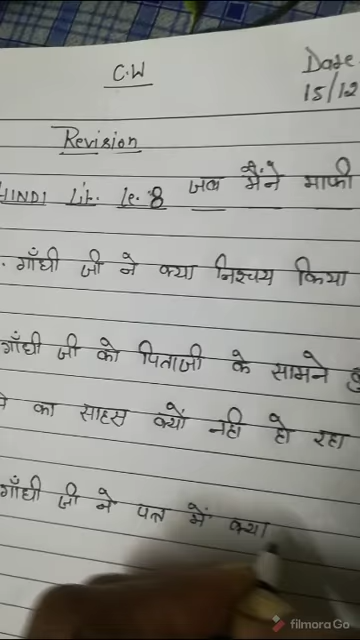 C.W
Date
15/12
Revision
HINDI Lit. Le. 8 जब मैंने माफी
गाँधी जी ने क्या निश्चय किया
गाँधी जी को पिताजी के सामने
का साहस क्यों नही हो रहा
गाँधी जी ने पत्र में क्या
filmora Go